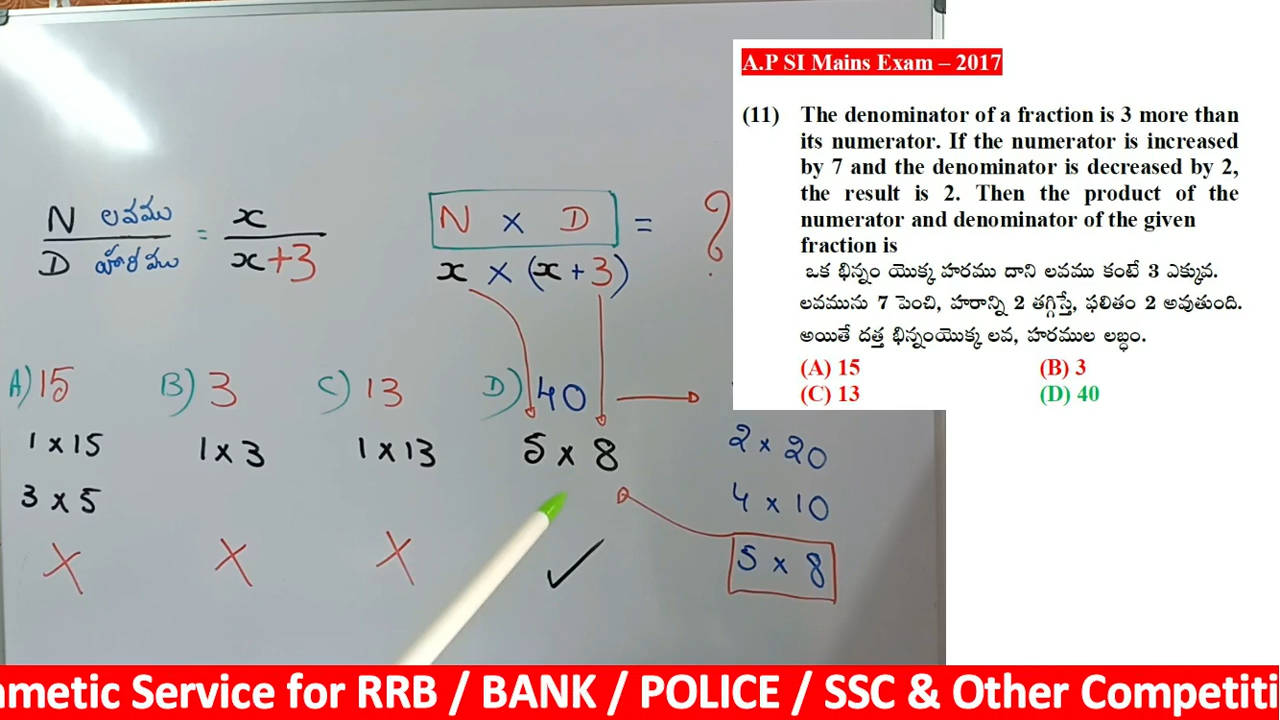 A.P SI Mains Exam – 2017
(11) The denominator of a fraction is 3 more than
its numerator. If the numerator is increased
by 7 and the denominator is decreased by 2,
the result is 2. Then the product of the
numerator and denominator of the given
fraction is
ఒక భిన్నం యొక్క హరము దాని లవము కంటే 3 ఎక్కువ.
లవమును 7 పెంచి, హరాన్ని 2 తగ్గిస్తే, ఫలితం 2 అవుతుంది.
అయితే దత్త భిన్నంయొక్క లవ, హరముల లబ్ధం.
(A) 15 (B) 3
(C) 13 (D) 40
N లవము = x
D హారము x+3
N x D = ?
x x (x+3)
A) 15 B) 3 C) 13 D) 40
1 x 15 1 x 3 1 x 13 5 x 8 2 x 20
3 x 5 4 x 10
5 x 8
ametic Service for RRB / BANK / POLICE / SSC & Other Competiti